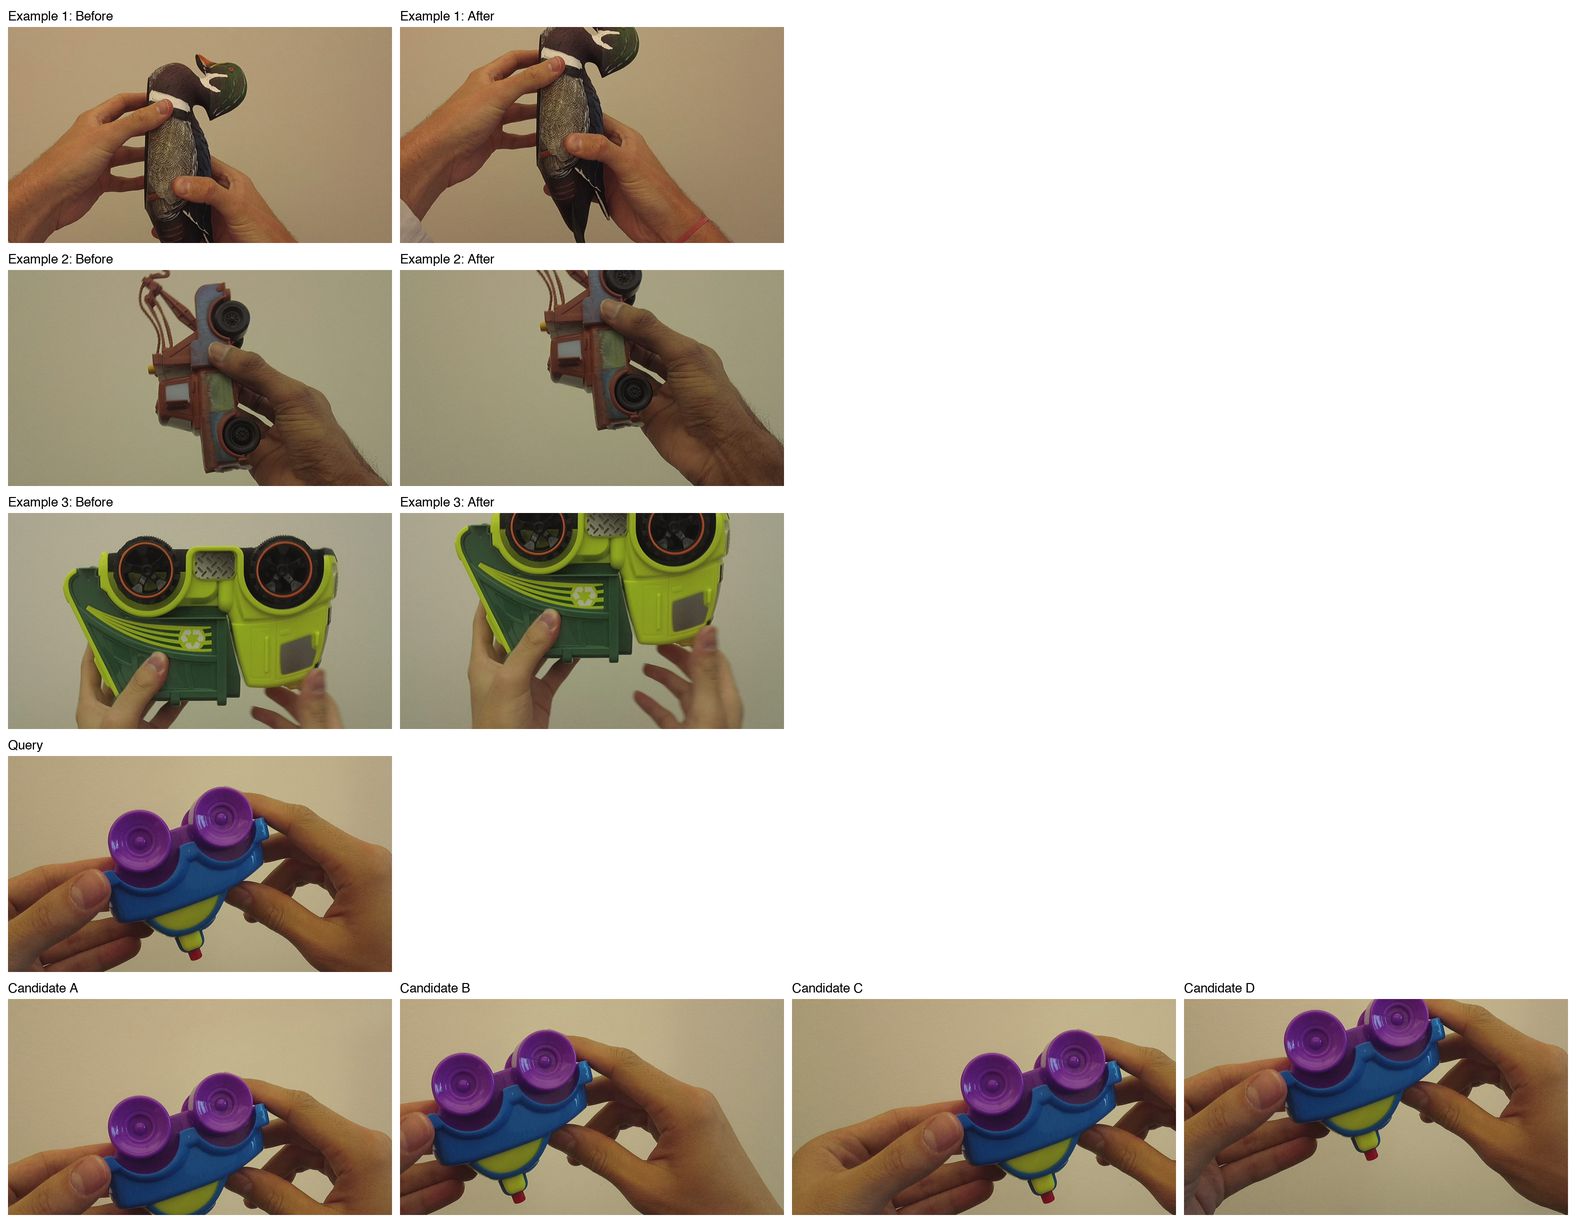 Example 1: Before
Example 1: After
Example 2: Before
Example 2: After
Example 3: Before
Example 3: After
Query
Candidate A
Candidate B
Candidate C
Candidate D